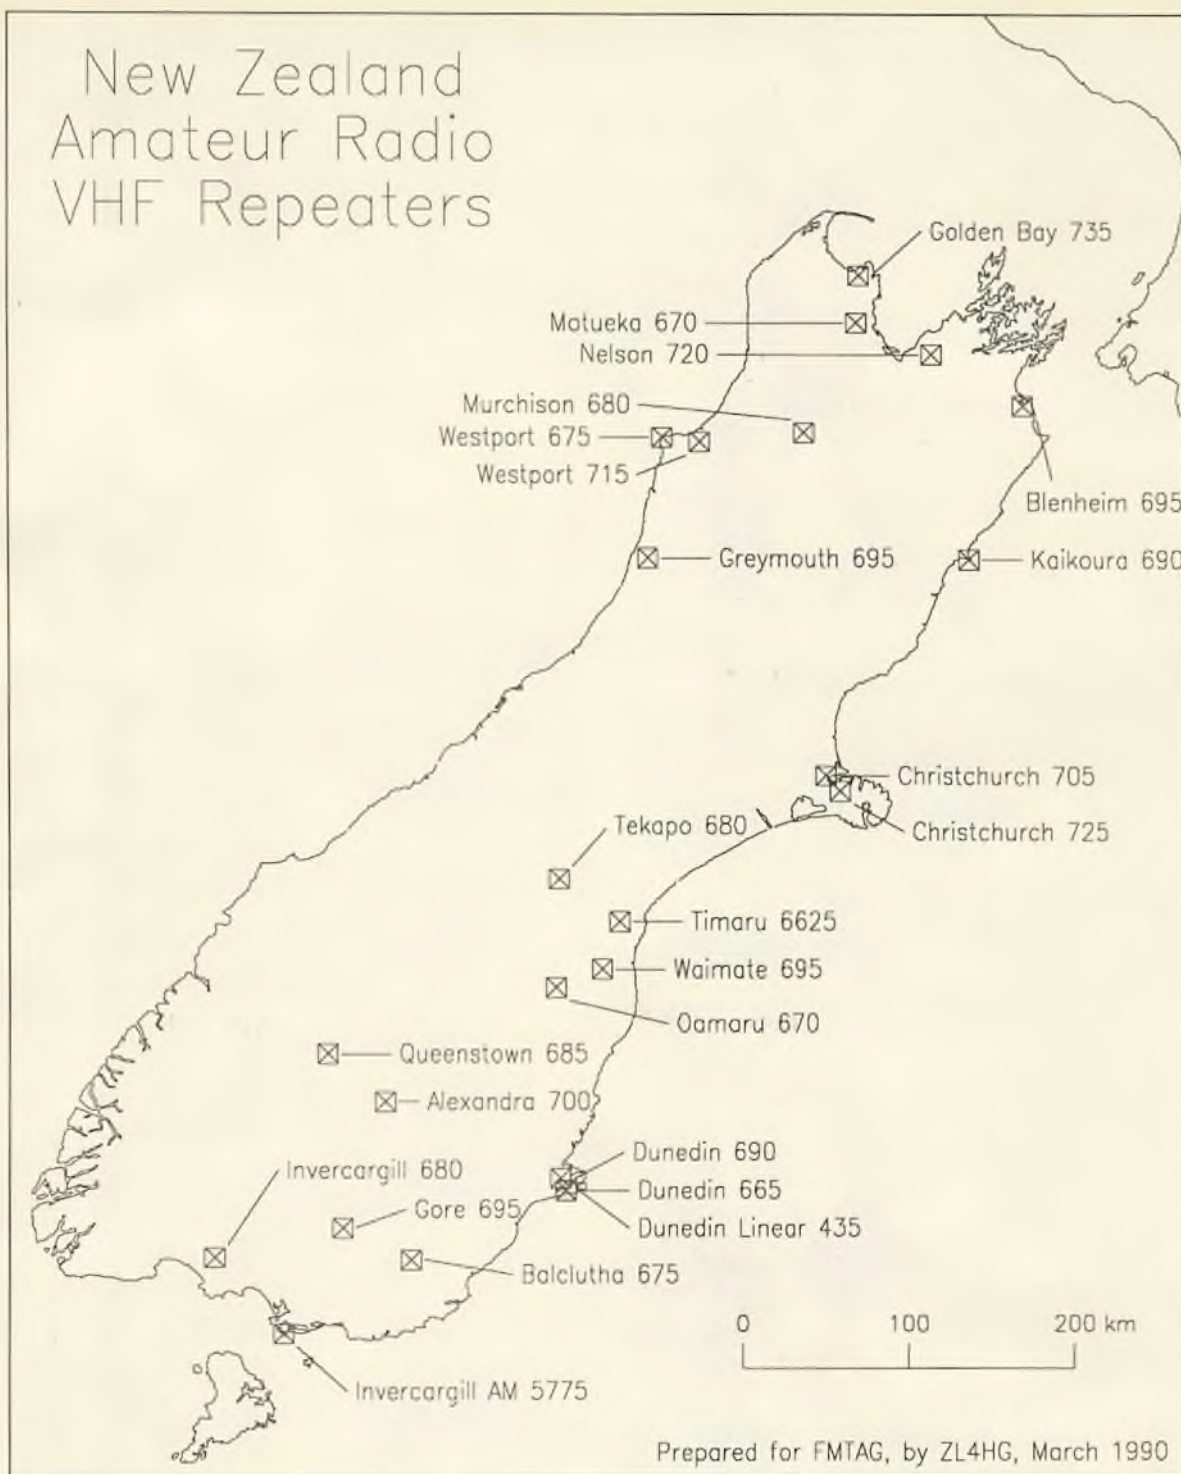 New Zealand
Amateur Radio
VHF Repeaters
Golden Bay 735
Motueka 670
Nelson 720
Murchison 680
Westport 675
Westport 715
Blenheim 695
Greymouth 695
Kaikoura 690
Christchurch 705
Christchurch 725
Tekapo 680
Timaru 6625
Waimate 695
Oamaru 670
Queenstown 685
Alexandra 700
Dunedin 690
Invercargill 680
Dunedin 665
Gore 695
Dunedin Linear 435
Balclutha 675
0 100 200 km
Invercargill AM 5775
Prepared for FMTAG, by ZL4HG, March 1990